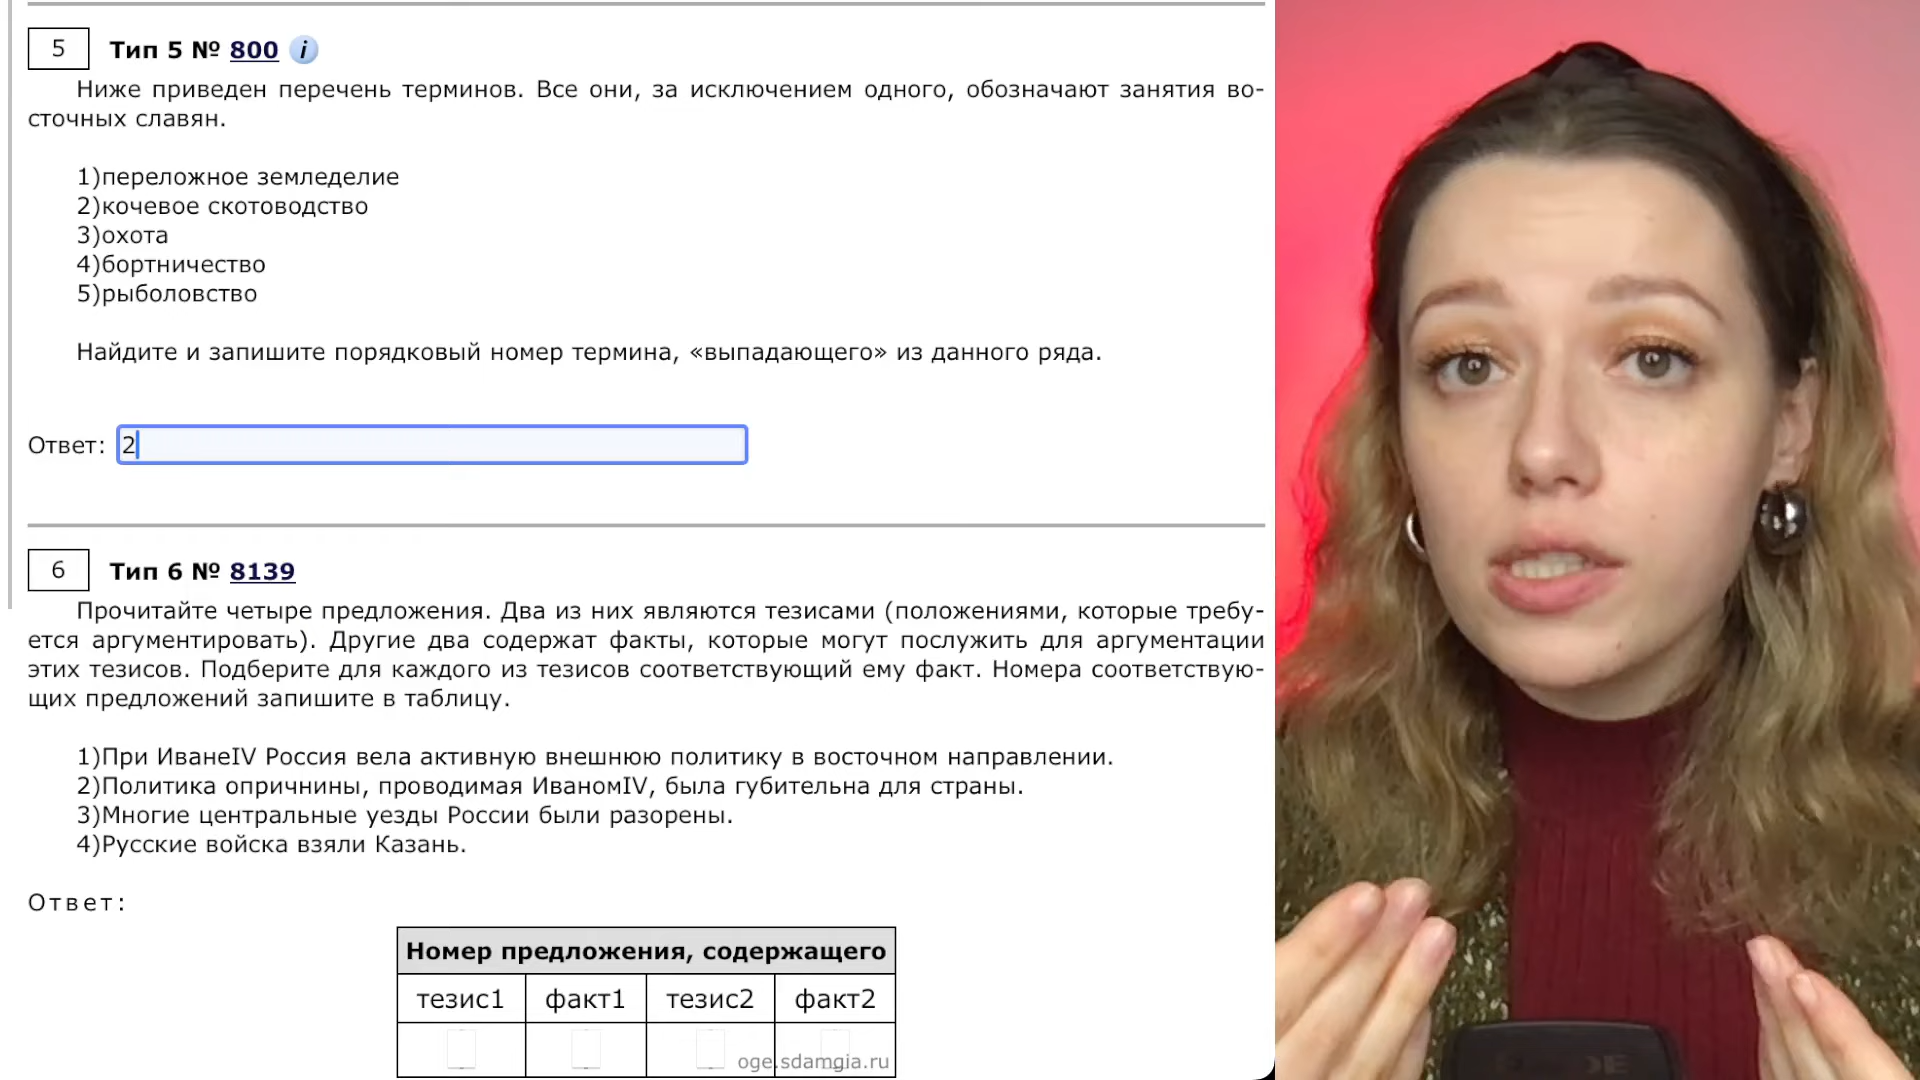 5 Тип 5 № 800 i
Ниже приведен перечень терминов. Все они, за исключением одного, обозначают занятия во-
сточных славян.
1)переложное земледелие
2)кочевое скотоводство
3)охота
4)бортничество
5)рыболовство
Найдите и запишите порядковый номер термина, «выпадающего» из данного ряда.
Ответ: 2
6 Тип 6 № 8139
Прочитайте четыре предложения. Два из них являются тезисами (положениями, которые требу-
ется аргументировать). Другие два содержат факты, которые могут послужить для аргументации
этих тезисов. Подберите для каждого из тезисов соответствующий ему факт. Номера соответствую-
щих предложений запишите в таблицу.
1)При ИванеIV Россия вела активную внешнюю политику в восточном направлении.
2)Политика опричнины, проводимая ИваномIV, была губительна для страны.
3)Многие центральные уезды России были разорены.
4)Русские войска взяли Казань.
Ответ:
Номер предложения, содержащего
тезис1 факт1 тезис2 факт2
oge.sdamgia.ru